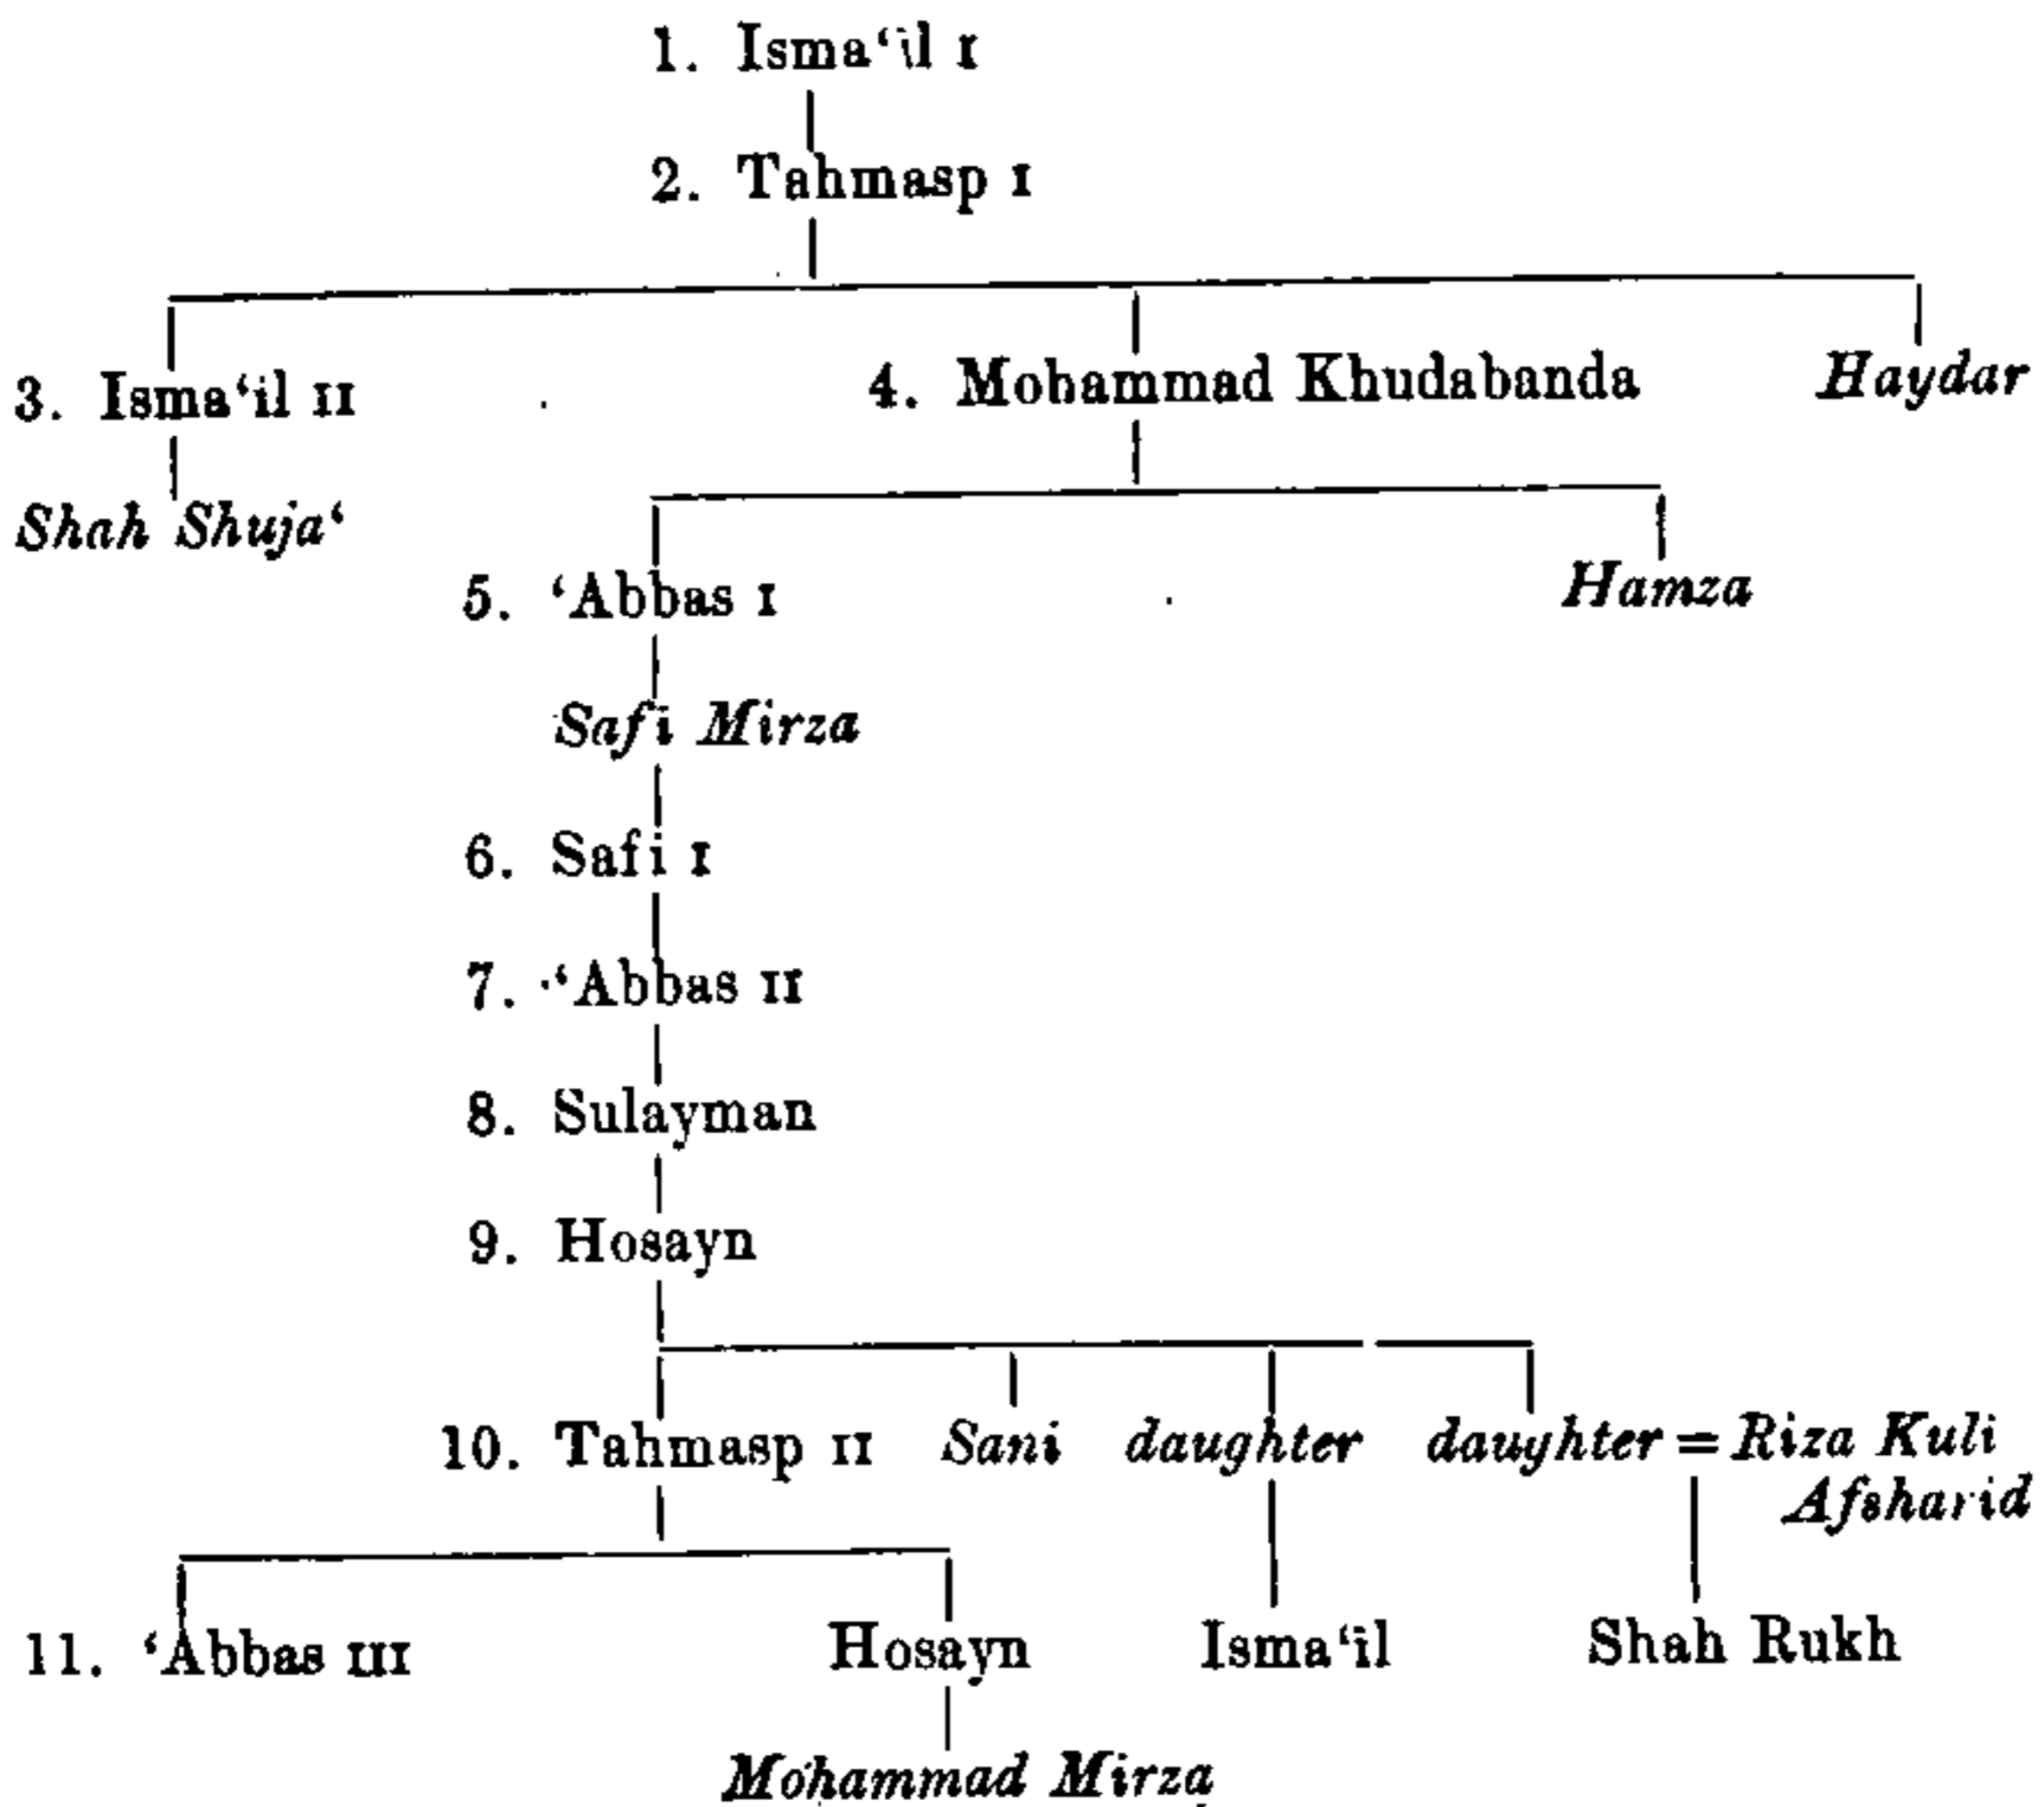 1. Isma‘il I
2. Tahmasp I
3. Isma‘il II 4. Mohammad Khudabanda Haydar
Shah Shuja‘
5. ‘Abbas I Hamza
Safi Mirza
6. Safi I
7. ‘Abbas II
8. Sulayman
9. Hosayn
10. Tahmasp II Sani daughter daughter = Riza Kuli
Afsharid
11. ‘Abbas III Hosayn Isma‘il Shah Rukh
Mohammad Mirza